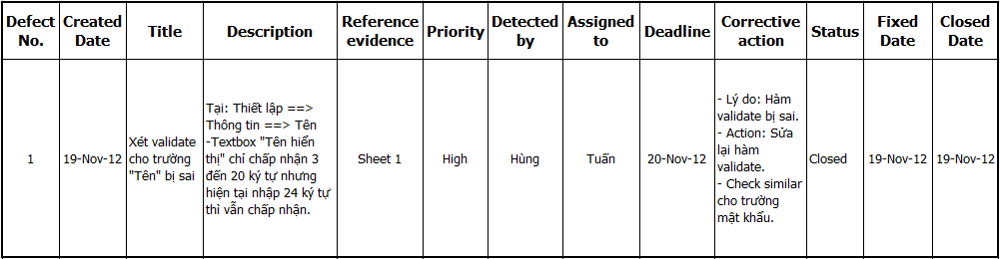 Defect No.
Created Date
Title
Description
Reference evidence
Priority
Detected by
Assigned to
Deadline
Corrective action
Status
Fixed Date
Closed Date
1
19-Nov-12
Xét validate
cho trường
"Tên" bị sai
Tại: Thiết lập ==>
Thông tin ==> Tên
-Textbox "Tên hiển
thị" chỉ chấp nhận 3
đến 20 ký tự nhưng
hiện tại nhập 24 ký tự
thì vẫn chấp nhận.
Sheet 1
High
Hùng
Tuấn
20-Nov-12
- Lý do: Hàm
validate bị sai.
- Action: Sửa
lại hàm
validate.
- Check similar
cho trường
mật khẩu.
Closed
19-Nov-12
19-Nov-12